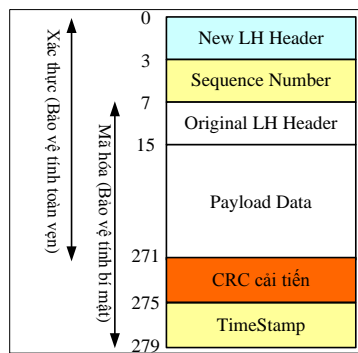 0
New LH Header
3
Sequence Number
7
Original LH Header
15
Payload Data
271
CRC cải tiến
275
TimeStamp
279
Xác thực (Bảo vệ tính toàn vẹn)
Mã hóa (Bảo vệ tính bí mật)